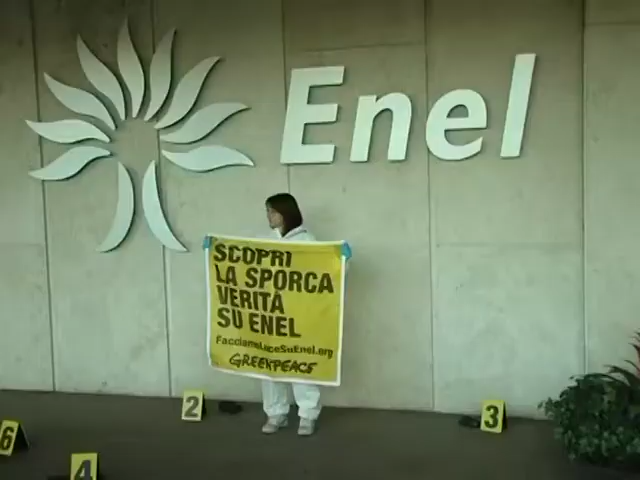 Enel
SCOPRI
LA SPORCA
VERITÀ
SU ENEL
FacciamoLuceSuEnel.org
GREENPEACE
2
3
6
4